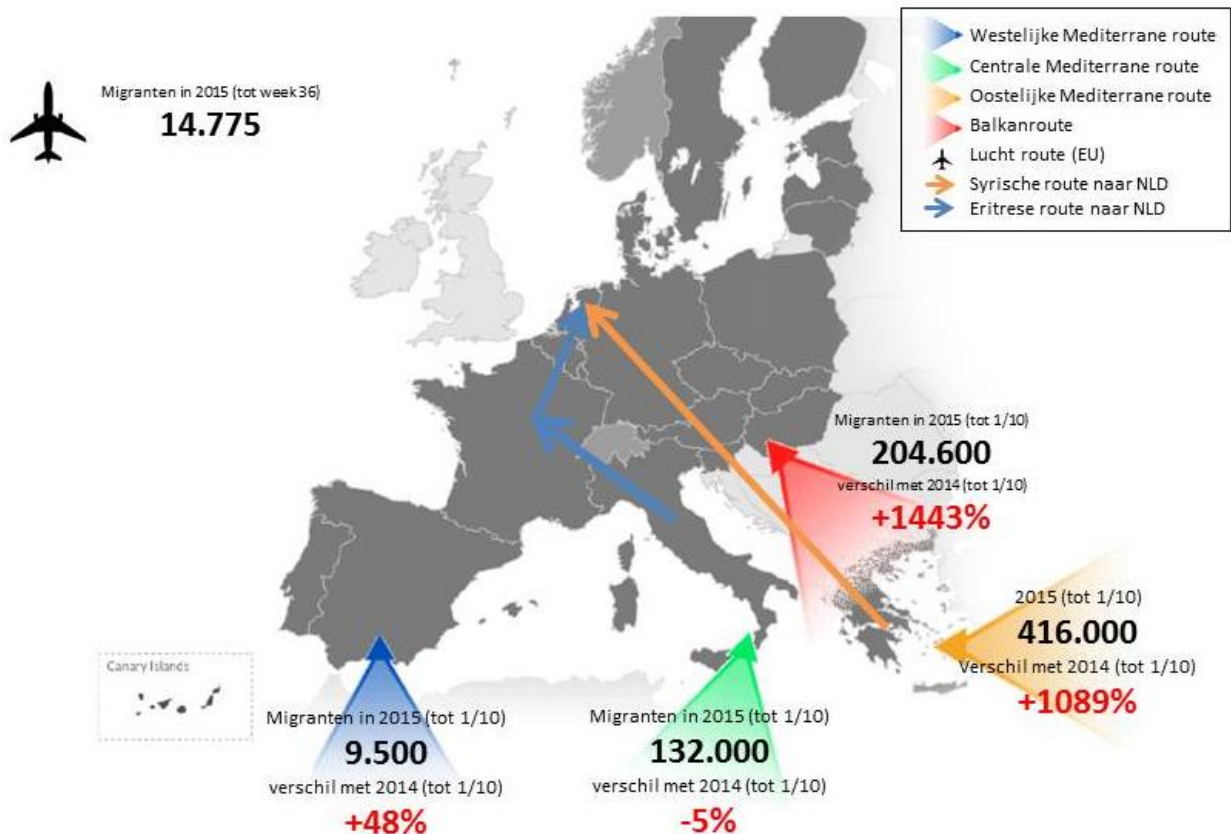 Migranten in 2015 (tot week 36)
14.775
Westelijke Mediterrane route
Centrale Mediterrane route
Oostelijke Mediterrane route
Balkanroute
Lucht route (EU)
Syrische route naar NLD
Eritrese route naar NLD
Migranten in 2015 (tot 1/10)
204.600
verschil met 2014 (tot 1/10)
+1443%
2015 (tot 1/10)
416.000
Verschil met 2014 (tot 1/10)
+1089%
Canary Islands
Migranten in 2015 (tot 1/10)
9.500
verschil met 2014 (tot 1/10)
+48%
Migranten in 2015 (tot 1/10)
132.000
verschil met 2014 (tot 1/10)
-5%